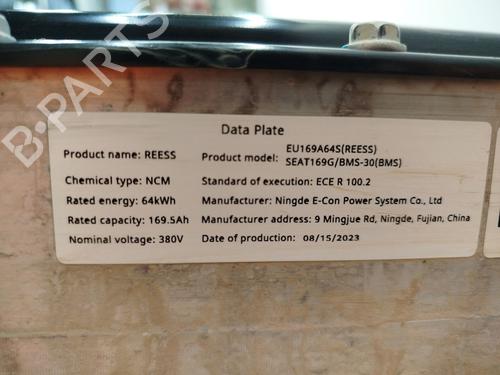 Data Plate
Product name: REESS Product model: EU169A64S(REESS)
SEAT169G/BMS-30(BMS)
Chemical type: NCM Standard of execution: ECE R 100.2
Rated energy: 64kWh Manufacturer: Ningde E-Con Power System Co., Ltd
Rated capacity: 169.5Ah Manufacturer address: 9 Mingjue Rd, Ningde, Fujian, China
Nominal voltage: 380V Date of production: 08/15/2023
B-PARTS